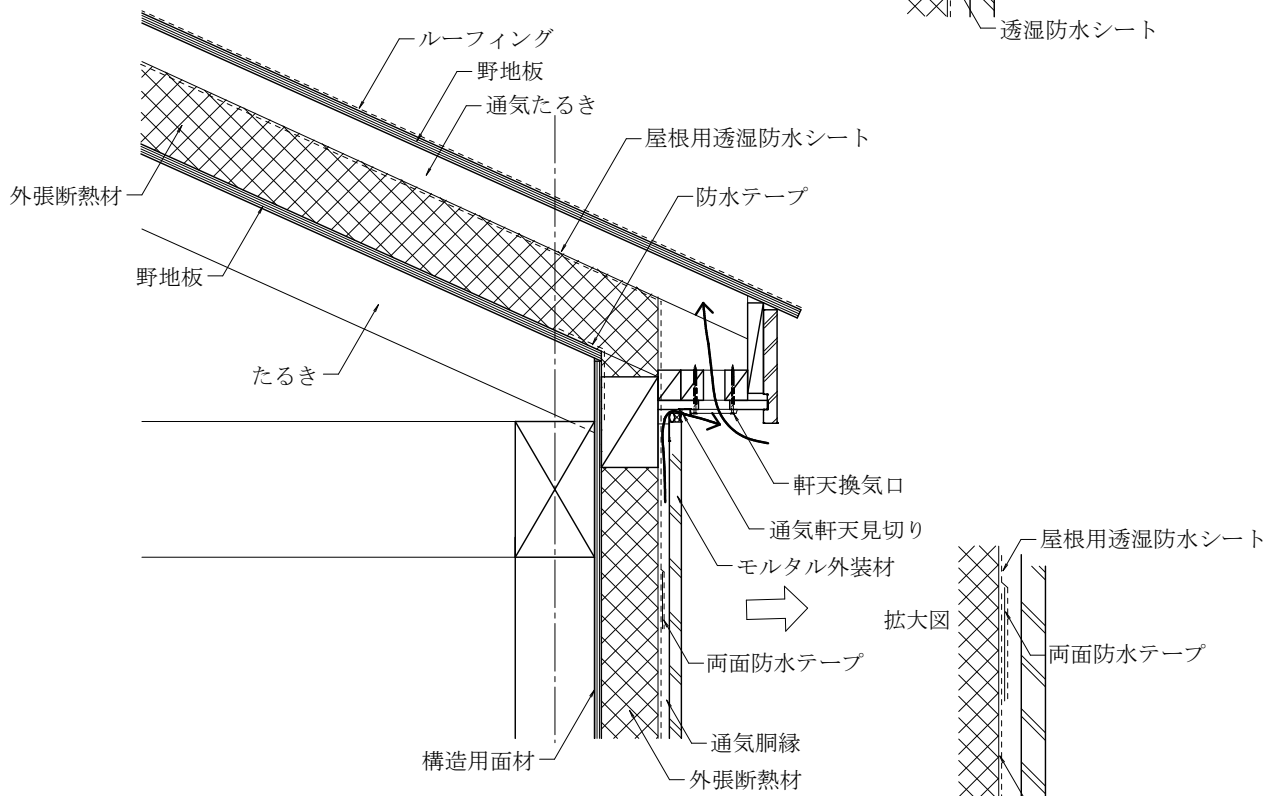 透湿防水シート
ルーフィング
野地板
通気たるき
屋根用透湿防水シート
防水テープ
外張断熱材
野地板
たるき
軒天換気口
通気軒天見切り
モルタル外装材
屋根用透湿防水シート
拡大図
両面防水テープ
両面防水テープ
通気胴縁
構造用面材
外張断熱材